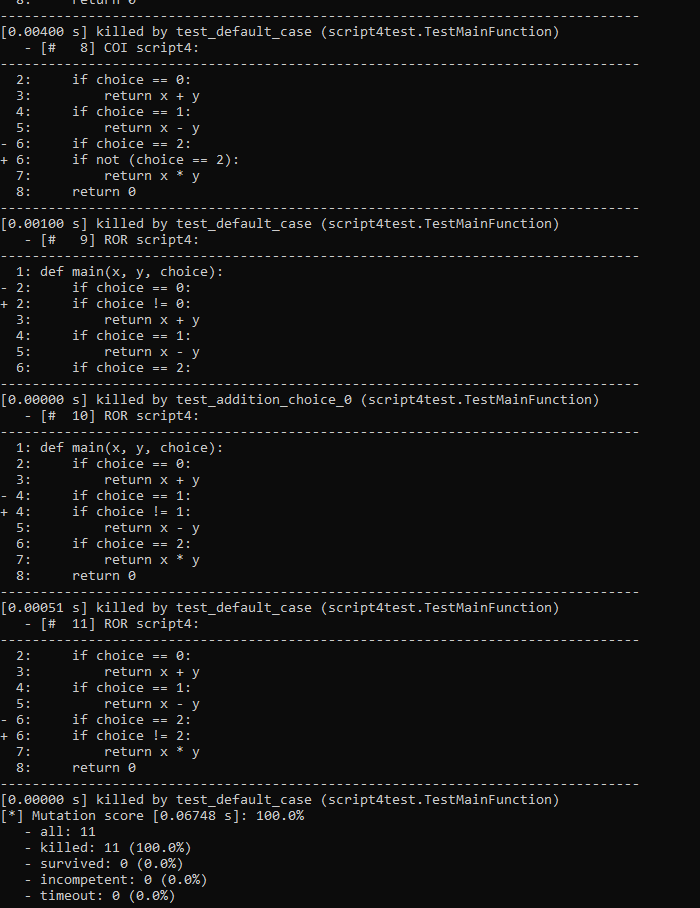 8:     return 0
--------------------------------------------------------------------------------
[0.00400 s] killed by test_default_case (script4test.TestMainFunction)
   - [#   8] COI script4:
--------------------------------------------------------------------------------
  2:     if choice == 0:
  3:         return x + y
  4:     if choice == 1:
  5:         return x - y
- 6:     if choice == 2:
+ 6:     if not (choice == 2):
  7:         return x * y
  8:     return 0
--------------------------------------------------------------------------------
[0.00100 s] killed by test_default_case (script4test.TestMainFunction)
   - [#   9] ROR script4:
--------------------------------------------------------------------------------
  1: def main(x, y, choice):
- 2:     if choice == 0:
+ 2:     if choice != 0:
  3:         return x + y
  4:     if choice == 1:
  5:         return x - y
  6:     if choice == 2:
--------------------------------------------------------------------------------
[0.00000 s] killed by test_addition_choice_0 (script4test.TestMainFunction)
   - [#  10] ROR script4:
--------------------------------------------------------------------------------
  1: def main(x, y, choice):
  2:     if choice == 0:
  3:         return x + y
- 4:     if choice == 1:
+ 4:     if choice != 1:
  5:         return x - y
  6:     if choice == 2:
  7:         return x * y
  8:     return 0
--------------------------------------------------------------------------------
[0.00051 s] killed by test_default_case (script4test.TestMainFunction)
   - [#  11] ROR script4:
--------------------------------------------------------------------------------
  2:     if choice == 0:
  3:         return x + y
  4:     if choice == 1:
  5:         return x - y
- 6:     if choice == 2:
+ 6:     if choice != 2:
  7:         return x * y
  8:     return 0
--------------------------------------------------------------------------------
[0.00000 s] killed by test_default_case (script4test.TestMainFunction)
[*] Mutation score [0.06748 s]: 100.0%
   - all: 11
   - killed: 11 (100.0%)
   - survived: 0 (0.0%)
   - incompetent: 0 (0.0%)
   - timeout: 0 (0.0%)